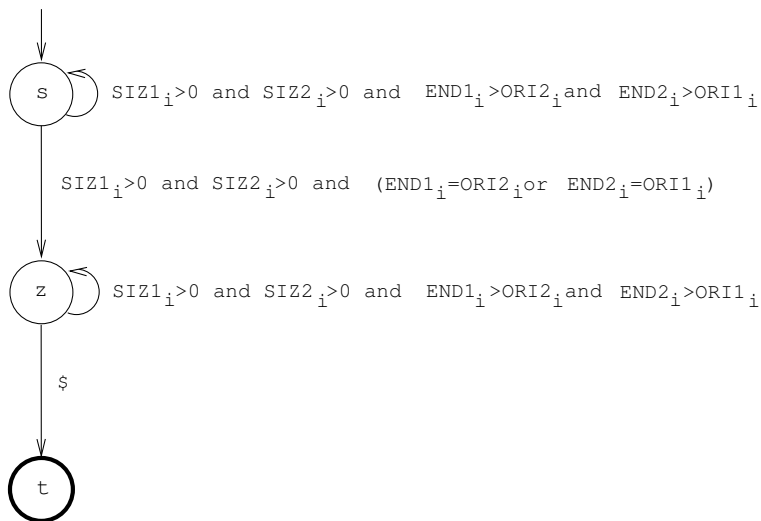 s
SIZ1i>0 and SIZ2i>0 and END1i>ORI2i and END2i>ORI1i
SIZ1i>0 and SIZ2i>0 and (END1i=ORI2i or END2i=ORI1i)
z
SIZ1i>0 and SIZ2i>0 and END1i>ORI2i and END2i>ORI1i
$
t